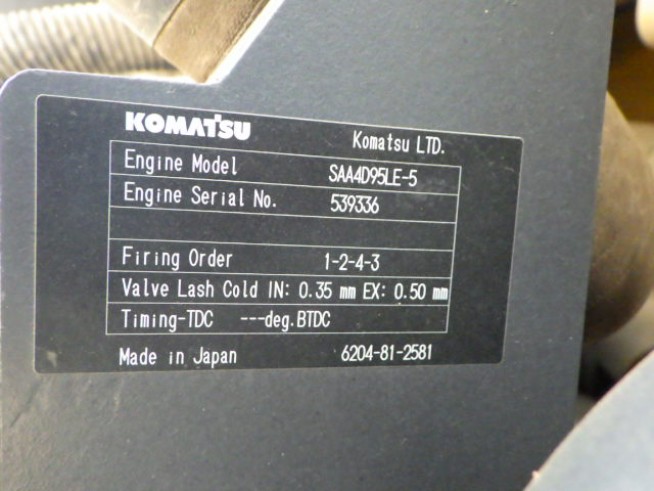 KOMATSU
Komatsu LTD.
Engine Model SAA4D95LE-5
Engine Serial No. 539336
Firing Order 1-2-4-3
Valve Lash Cold IN: 0.35 mm EX: 0.50 mm
Timing-TDC ---deg.BTDC
Made in Japan 6204-81-2581